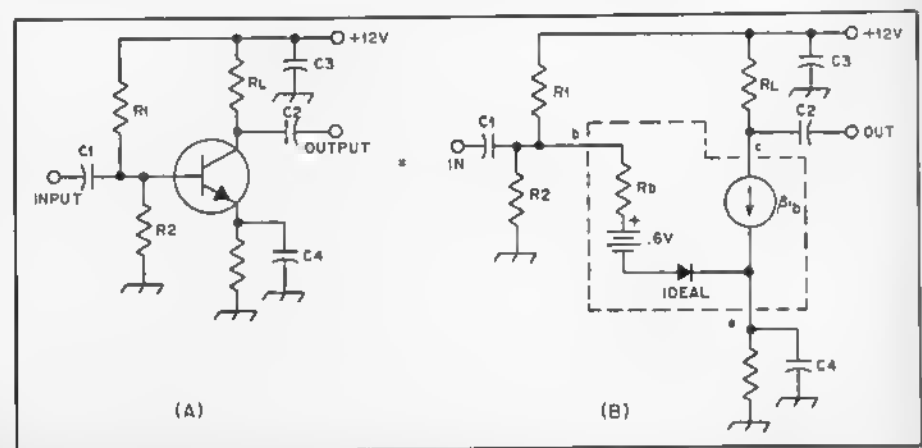 +12V
C3
RL
R1
C2
OUTPUT
C1
INPUT
R2
C4
(A)
+12V
C3
RL
R1
C2
OUT
C1
IN
b
c
Rb
R2
+
.6V
βib
IDEAL
e
C4
(B)